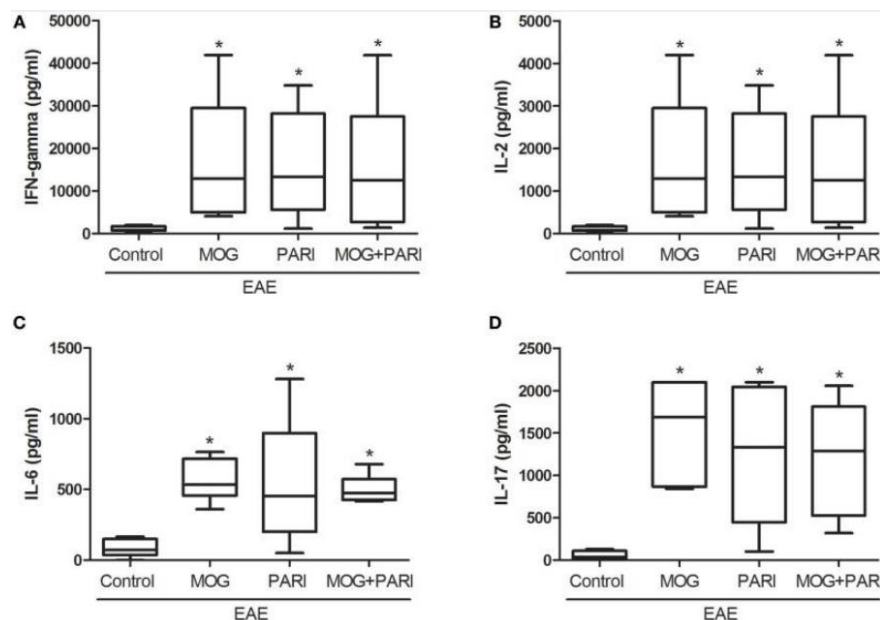 A
IFN-gamma (pg/ml)
50000
40000
30000
20000
10000
0
*
*
*
Control MOG PARI MOG+PARI
EAE
B
IL-2 (pg/ml)
5000
4000
3000
2000
1000
0
*
*
*
Control MOG PARI MOG+PARI
EAE
C
IL-6 (pg/ml)
1500
1000
500
0
*
*
*
Control MOG PARI MOG+PARI
EAE
D
IL-17 (pg/ml)
2500
2000
1500
1000
500
0
*
*
*
Control MOG PARI MOG+PARI
EAE